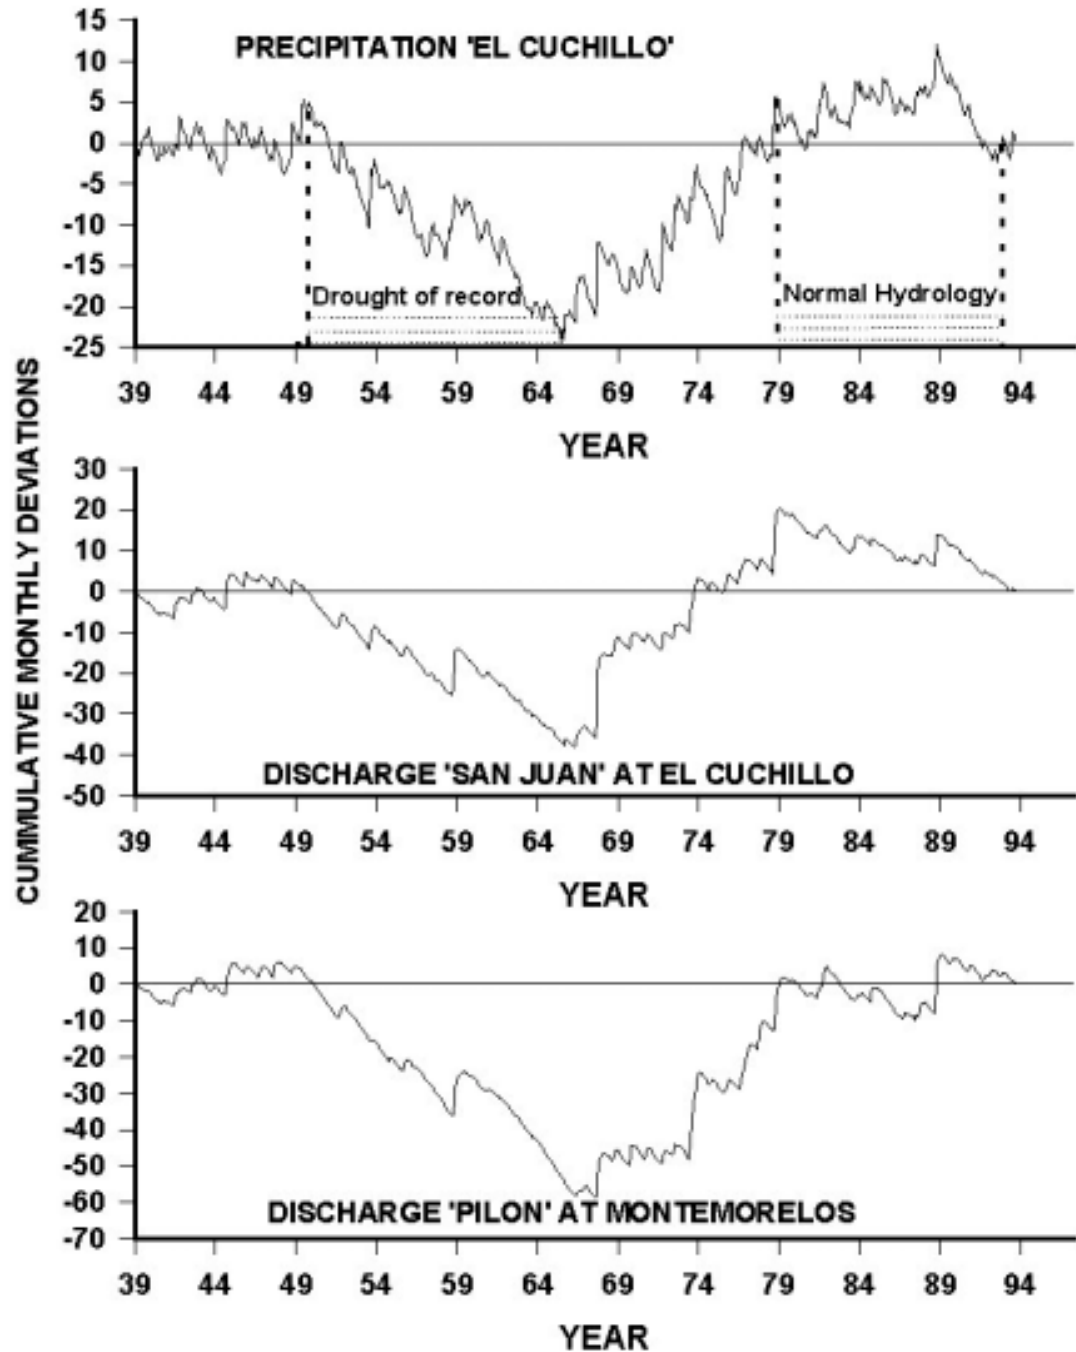 CUMMULATIVE MONTHLY DEVIATIONS
PRECIPITATION 'EL CUCHILLO'
15
10
5
0
-5
-10
-15
-20
-25
Drought of record
Normal Hydrology
39 44 49 54 59 64 69 74 79 84 89 94
YEAR
30
20
10
0
-10
-20
-30
-40
-50
DISCHARGE 'SAN JUAN' AT EL CUCHILLO
39 44 49 54 59 64 69 74 79 84 89 94
YEAR
20
10
0
-10
-20
-30
-40
-50
-60
-70
DISCHARGE 'PILON' AT MONTEMORELOS
39 44 49 54 59 64 69 74 79 84 89 94
YEAR